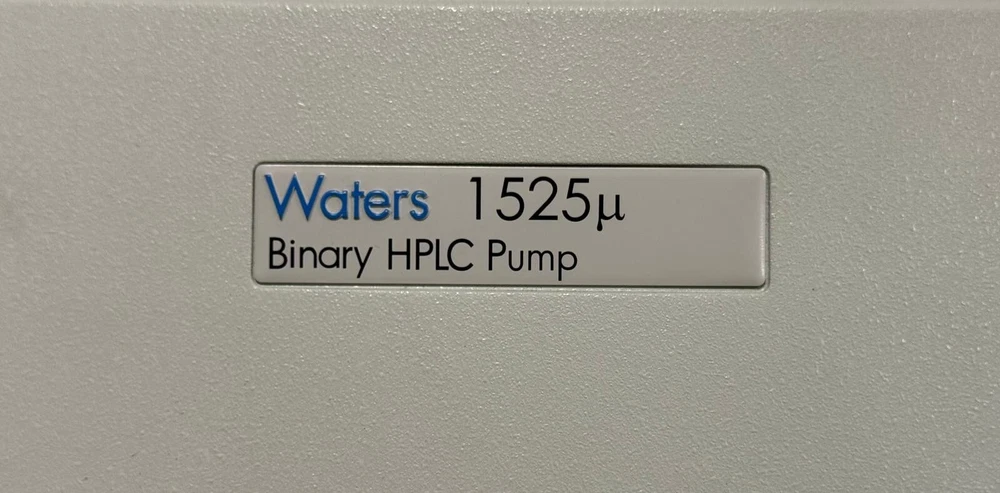 Waters 1525µ
Binary HPLC Pump